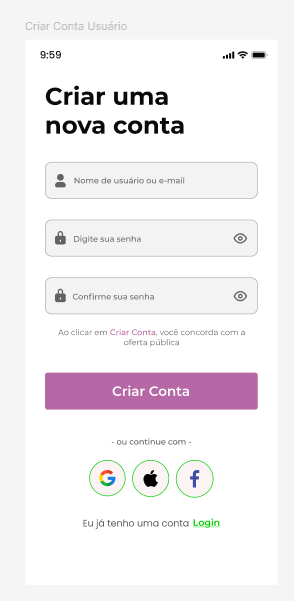 Criar Conta Usuário
9:59
Criar uma
nova conta
Nome de usuário ou e-mail
Digite sua senha
Confirme sua senha
Ao clicar em Criar Conta, você concorda com a
oferta pública
Criar Conta
- ou continue com -
Eu já tenho uma conta Login